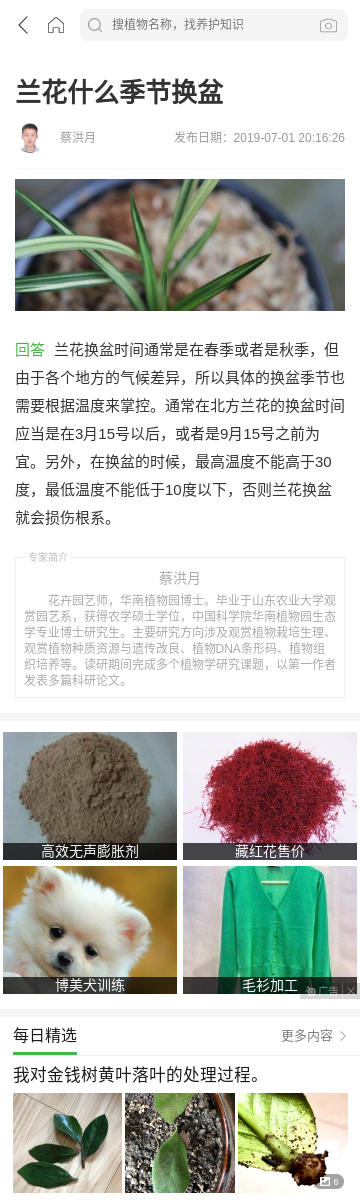 搜植物名称，找养护知识
兰花什么季节换盆
蔡洪月
发布日期：2019-07-01 20:16:26
回答 兰花换盆时间通常是在春季或者是秋季，但
由于各个地方的气候差异，所以具体的换盆季节也
需要根据温度来掌控。通常在北方兰花的换盆时间
应当是在3月15号以后，或者是9月15号之前为
宜。另外，在换盆的时候，最高温度不能高于30
度，最低温度不能低于10度以下，否则兰花换盆
就会损伤根系。
专家简介
蔡洪月
花卉园艺师，华南植物园博士。毕业于山东农业大学观
赏园艺系，获得农学硕士学位，中国科学院华南植物园生态
学专业博士研究生。主要研究方向涉及观赏植物栽培生理、
观赏植物种质资源与遗传改良、植物DNA条形码、植物组
织培养等。读研期间完成多个植物学研究课题，以第一作者
发表多篇科研论文。
高效无声膨胀剂
藏红花售价
博美犬训练
毛衫加工
广告
每日精选
更多内容
我对金钱树黄叶落叶的处理过程。
6